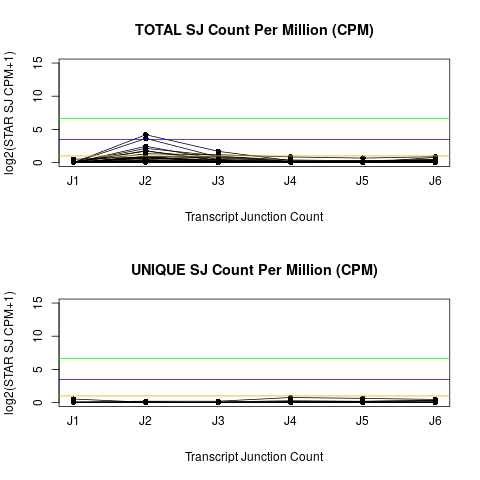 TOTAL SJ Count Per Million (CPM)
log2(STAR SJ CPM+1)
15
10
5
0
J1 J2 J3 J4 J5 J6
Transcript Junction Count
UNIQUE SJ Count Per Million (CPM)
log2(STAR SJ CPM+1)
15
10
5
0
J1 J2 J3 J4 J5 J6
Transcript Junction Count